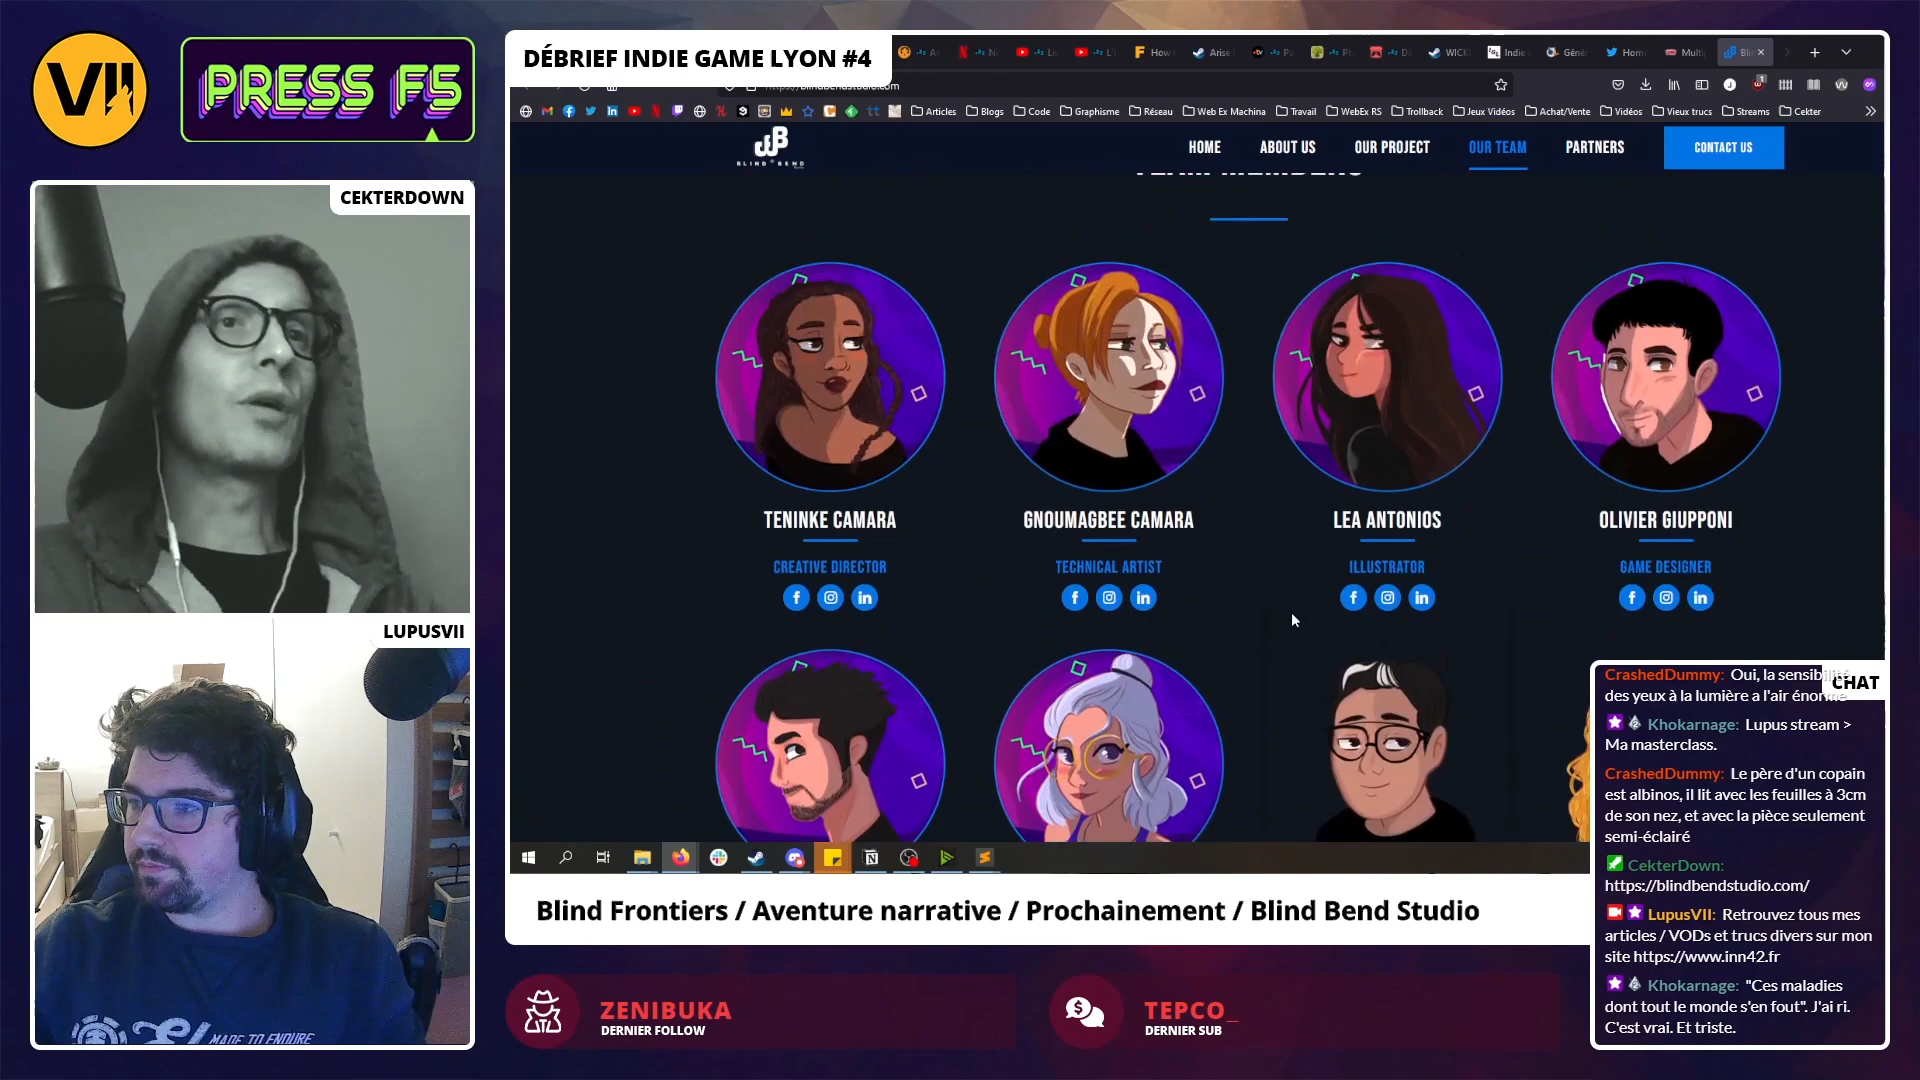 VII
PRESS F5
DÉBRIEF INDIE GAME LYON #4
CEKTERDOWN
LUPUSVII
MADE TO ENDURE
Articles
Blogs
Code
Graphisme
Réseau
Web Ex Machina
Travail
WebEx RS
Trollback
Jeux Vidéos
Achat/Vente
Vidéos
Vieux trucs
Streams
Cekter
BLIND BEND
HOME
ABOUT US
OUR PROJECT
OUR TEAM
PARTNERS
CONTACT US
TEAM MEMBERS
TENINKE CAMARA
CREATIVE DIRECTOR
GNOUMAGBEE CAMARA
TECHNICAL ARTIST
LEA ANTONIOS
ILLUSTRATOR
OLIVIER GIUPPONI
GAME DESIGNER
CHAT
CrashedDummy: Oui, la sensibilité
des yeux à la lumière a l'air énorme
Khokarnage: Lupus stream >
Ma masterclass.
CrashedDummy: Le père d'un copain
est albinos, il lit avec les feuilles à 3cm
de son nez, et avec la pièce seulement
semi-éclairé
CekterDown:
https://blindbendstudio.com/
LupusVII: Retrouvez tous mes
articles / VODs et trucs divers sur mon
site https://www.inn42.fr
Khokarnage: "Ces maladies
dont tout le monde s'en fout". J'ai ri.
C'est vrai. Et triste.
Blind Frontiers / Aventure narrative / Prochainement / Blind Bend Studio
ZENIBUKA
DERNIER FOLLOW
TEPCO_
DERNIER SUB